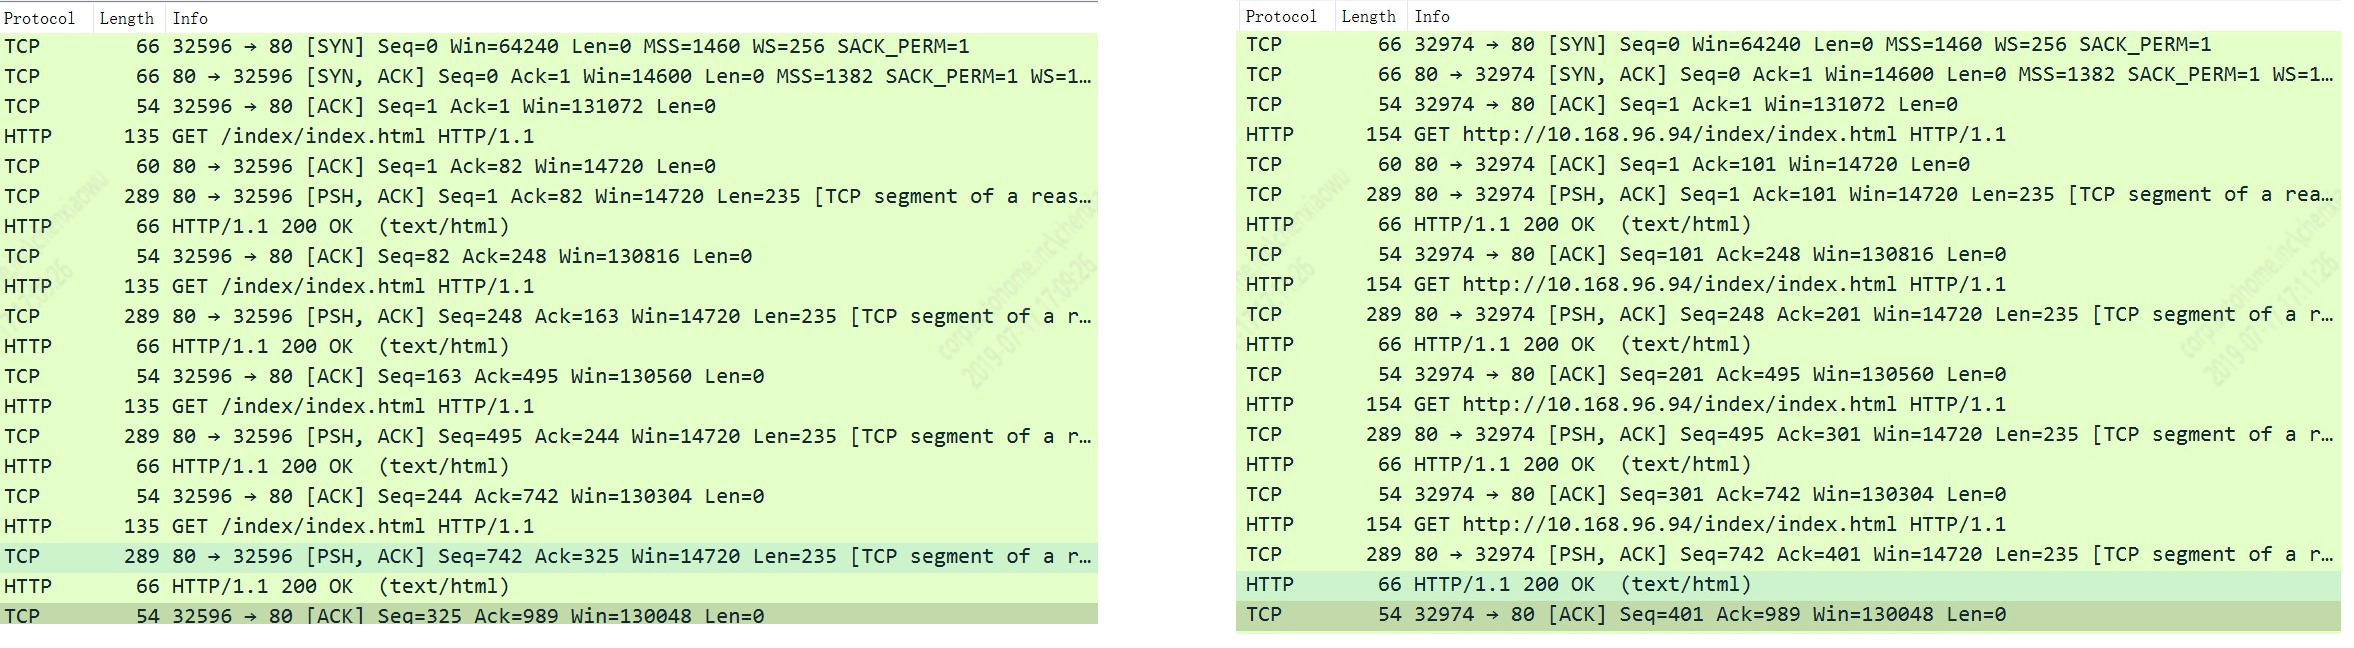 Protocol Length Info
TCP 66 32596 → 80 [SYN] Seq=0 Win=64240 Len=0 MSS=1460 WS=256 SACK_PERM=1
TCP 66 80 → 32596 [SYN, ACK] Seq=0 Ack=1 Win=14600 Len=0 MSS=1382 SACK_PERM=1 WS=1…
TCP 54 32596 → 80 [ACK] Seq=1 Ack=1 Win=131072 Len=0
HTTP 135 GET /index/index.html HTTP/1.1
TCP 60 80 → 32596 [ACK] Seq=1 Ack=82 Win=14720 Len=0
TCP 289 80 → 32596 [PSH, ACK] Seq=1 Ack=82 Win=14720 Len=235 [TCP segment of a reas…
HTTP 66 HTTP/1.1 200 OK (text/html)
TCP 54 32596 → 80 [ACK] Seq=82 Ack=248 Win=130816 Len=0
HTTP 135 GET /index/index.html HTTP/1.1
TCP 289 80 → 32596 [PSH, ACK] Seq=248 Ack=163 Win=14720 Len=235 [TCP segment of a r…
HTTP 66 HTTP/1.1 200 OK (text/html)
TCP 54 32596 → 80 [ACK] Seq=163 Ack=495 Win=130560 Len=0
HTTP 135 GET /index/index.html HTTP/1.1
TCP 289 80 → 32596 [PSH, ACK] Seq=495 Ack=244 Win=14720 Len=235 [TCP segment of a r…
HTTP 66 HTTP/1.1 200 OK (text/html)
TCP 54 32596 → 80 [ACK] Seq=244 Ack=742 Win=130304 Len=0
HTTP 135 GET /index/index.html HTTP/1.1
TCP 289 80 → 32596 [PSH, ACK] Seq=742 Ack=325 Win=14720 Len=235 [TCP segment of a r…
HTTP 66 HTTP/1.1 200 OK (text/html)
TCP 54 32596 → 80 [ACK] Seq=325 Ack=989 Win=130048 Len=0
Protocol Length Info
TCP 66 32974 → 80 [SYN] Seq=0 Win=64240 Len=0 MSS=1460 WS=256 SACK_PERM=1
TCP 66 80 → 32974 [SYN, ACK] Seq=0 Ack=1 Win=14600 Len=0 MSS=1382 SACK_PERM=1 WS=1…
TCP 54 32974 → 80 [ACK] Seq=1 Ack=1 Win=131072 Len=0
HTTP 154 GET http://10.168.96.94/index/index.html HTTP/1.1
TCP 60 80 → 32974 [ACK] Seq=1 Ack=101 Win=14720 Len=0
TCP 289 80 → 32974 [PSH, ACK] Seq=1 Ack=101 Win=14720 Len=235 [TCP segment of a rea…
HTTP 66 HTTP/1.1 200 OK (text/html)
TCP 54 32974 → 80 [ACK] Seq=101 Ack=248 Win=130816 Len=0
HTTP 154 GET http://10.168.96.94/index/index.html HTTP/1.1
TCP 289 80 → 32974 [PSH, ACK] Seq=248 Ack=201 Win=14720 Len=235 [TCP segment of a r…
HTTP 66 HTTP/1.1 200 OK (text/html)
TCP 54 32974 → 80 [ACK] Seq=201 Ack=495 Win=130560 Len=0
HTTP 154 GET http://10.168.96.94/index/index.html HTTP/1.1
TCP 289 80 → 32974 [PSH, ACK] Seq=495 Ack=301 Win=14720 Len=235 [TCP segment of a r…
HTTP 66 HTTP/1.1 200 OK (text/html)
TCP 54 32974 → 80 [ACK] Seq=301 Ack=742 Win=130304 Len=0
HTTP 154 GET http://10.168.96.94/index/index.html HTTP/1.1
TCP 289 80 → 32974 [PSH, ACK] Seq=742 Ack=401 Win=14720 Len=235 [TCP segment of a r…
HTTP 66 HTTP/1.1 200 OK (text/html)
TCP 54 32974 → 80 [ACK] Seq=401 Ack=989 Win=130048 Len=0